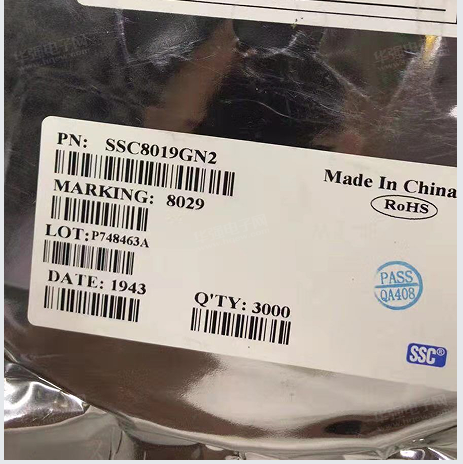 PN: SSC8019GN2
Made In China
RoHS
MARKING: 8029
LOT: P748463A
DATE: 1943
Q'TY: 3000
PASS
QA408
SSC®